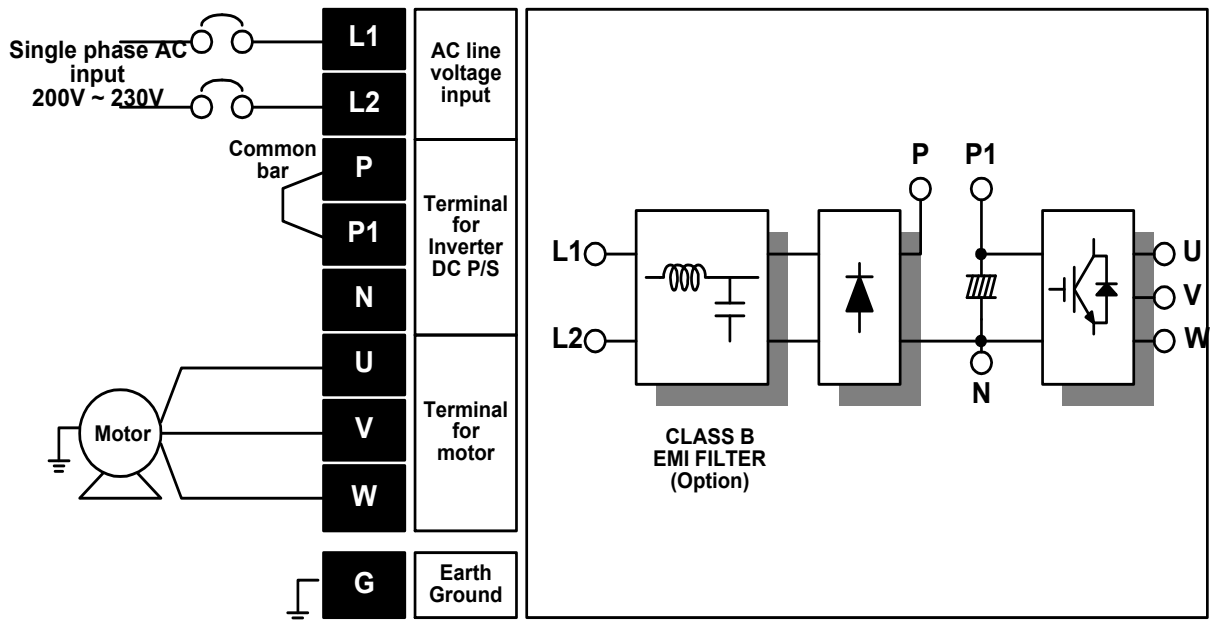 Single phase AC
input
200V ~ 230V
L1
L2
P
P1
N
U
V
W
G
AC line
voltage
input
Common
bar
Terminal
for
Inverter
DC P/S
Terminal
for
motor
Motor
Earth
Ground
P
P1
L1
L2
N
U
V
W
CLASS B
EMI FILTER
(Option)